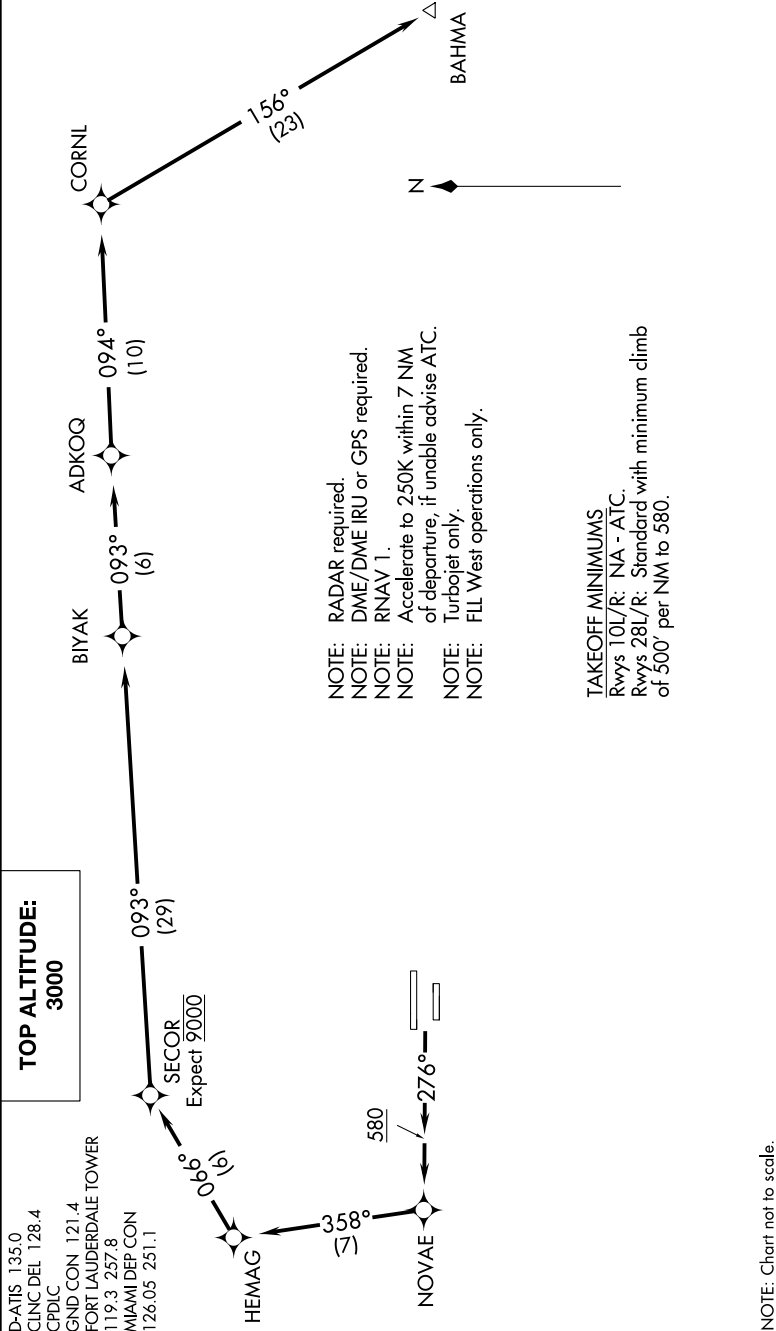 D-ATIS 135.0
CLNC DEL 128.4
CPDLC
GND CON 121.4
FORT LAUDERDALE TOWER
119.3 257.8
MIAMI DEP CON
126.05 251.1
TOP ALTITUDE:
3000
HEMAG
066°
(6)
SECOR
Expect 9000
093°
(29)
BIYAK
093°
(6)
ADKOQ
094°
(10)
CORNL
156°
(23)
BAHMA
N
358°
(7)
NOVAE
580
276°
NOTE: RADAR required.
NOTE: DME/DME IRU or GPS required.
NOTE: RNAV 1.
NOTE: Accelerate to 250K within 7 NM
of departure, if unable advise ATC.
NOTE: Turbojet only.
NOTE: FLL West operations only.
TAKEOFF MINIMUMS
Rwys 10L/R: NA - ATC.
Rwys 28L/R: Standard with minimum climb
of 500' per NM to 580.
NOTE: Chart not to scale.